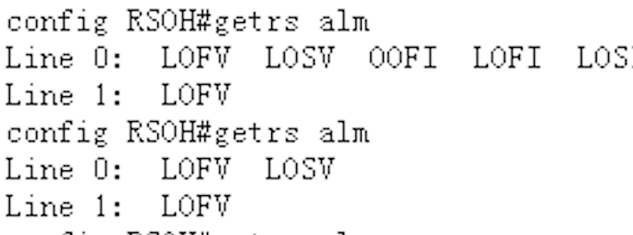 config RSOH#getrs alm
Line 0:  LOFV  LOSV  OOFI  LOFI
Line 1:  LOFV
config RSOH#getrs alm
Line 0:  LOFV  LOSV
Line 1:  LOFV